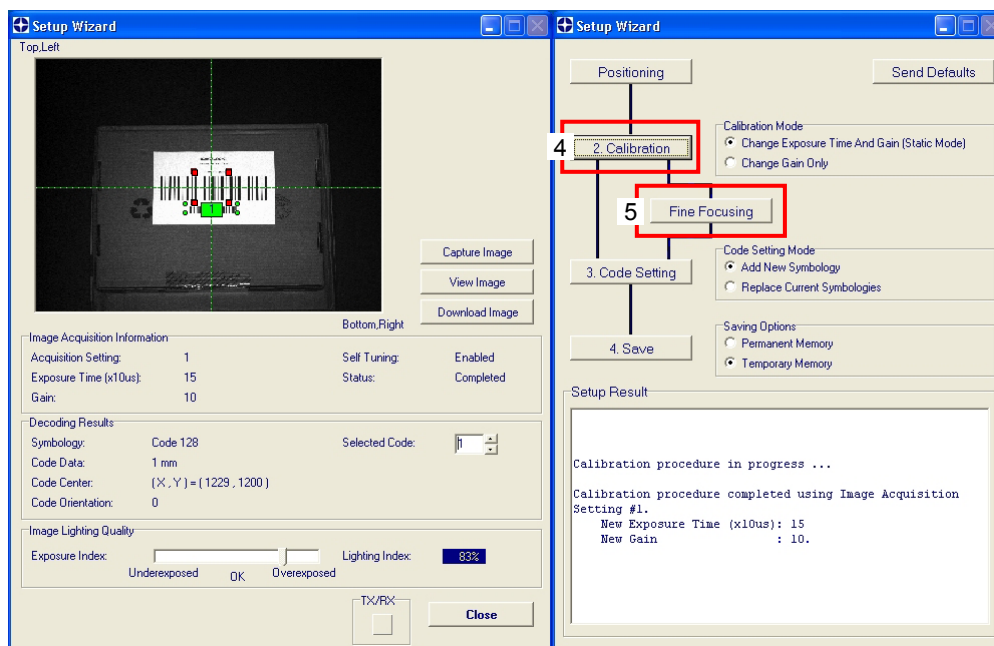 Setup Wizard
Top,Left
1
Capture Image
View Image
Download Image
Bottom,Right
Image Acquisition Information
Acquisition Setting: 1 Self Tuning: Enabled
Exposure Time (x10us): 15 Status: Completed
Gain: 10
Decoding Results
Symbology: Code 128 Selected Code: 1
Code Data: 1 mm
Code Center: ( X , Y ) = ( 1229 , 1200 )
Code Orientation: 0
Image Lighting Quality
Exposure Index: Lighting Index: 83%
Underexposed OK Overexposed
TX/RX
Close
Setup Wizard
Positioning Send Defaults
4 2. Calibration
Calibration Mode
Change Exposure Time And Gain (Static Mode)
Change Gain Only
5 Fine Focusing
3. Code Setting
Code Setting Mode
Add New Symbology
Replace Current Symbologies
4. Save
Saving Options
Permanent Memory
Temporary Memory
Setup Result
Calibration procedure in progress ...
Calibration procedure completed using Image Acquisition
Setting #1.
New Exposure Time (x10us): 15
New Gain : 10.